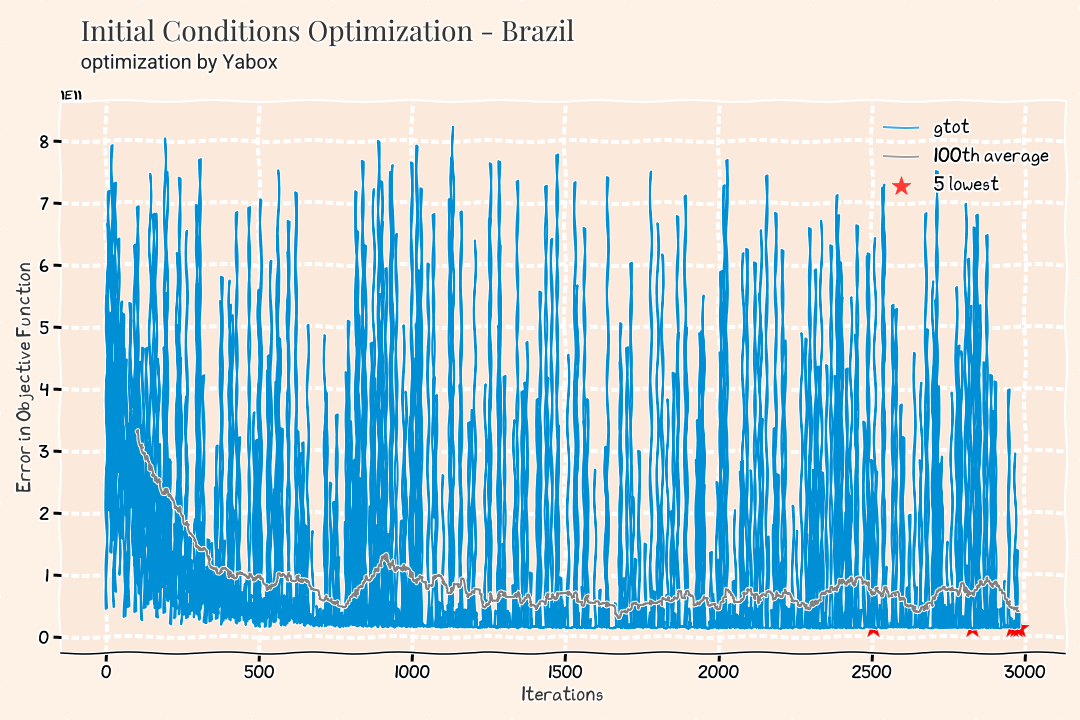 Initial Conditions Optimization - Brazil
optimization by Yabox
1E11
gtot
100th average
5 lowest
8
7
6
5
4
3
2
1
0
Error in Objective Function
0 500 1000 1500 2000 2500 3000
Iterations